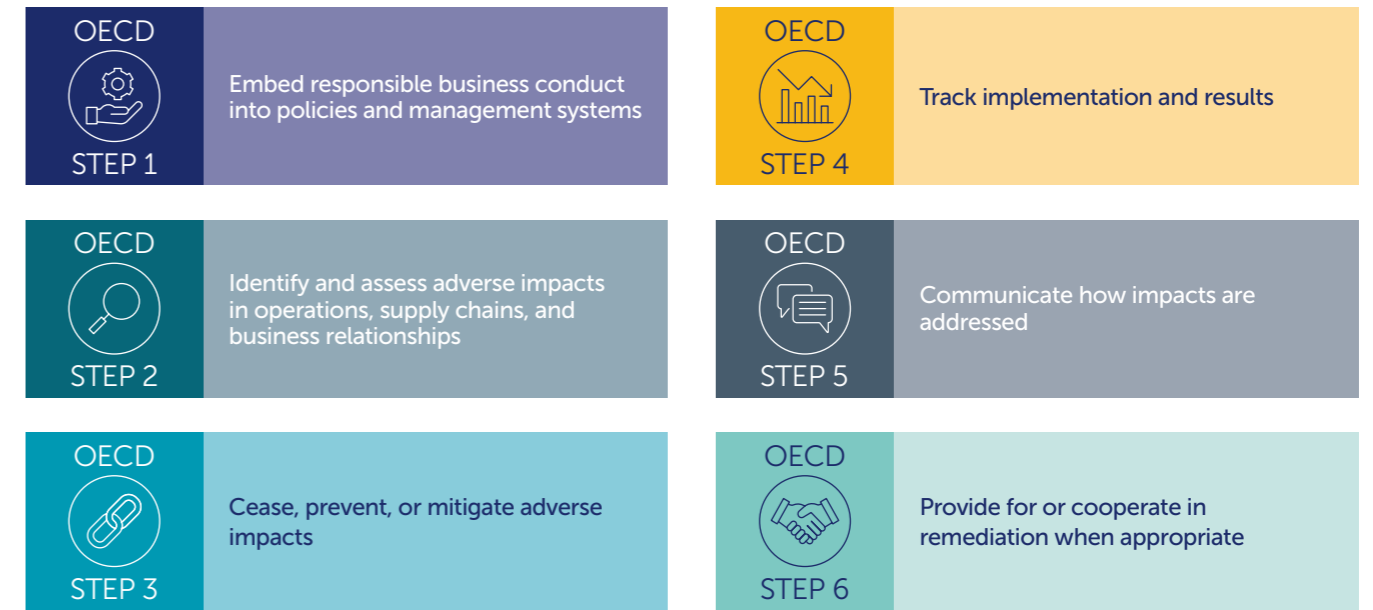 OECD
STEP 1
Embed responsible business conduct
into policies and management systems
OECD
STEP 2
Identify and assess adverse impacts
in operations, supply chains, and
business relationships
OECD
STEP 3
Cease, prevent, or mitigate adverse
impacts
OECD
STEP 4
Track implementation and results
OECD
STEP 5
Communicate how impacts are
addressed
OECD
STEP 6
Provide for or cooperate in
remediation when appropriate